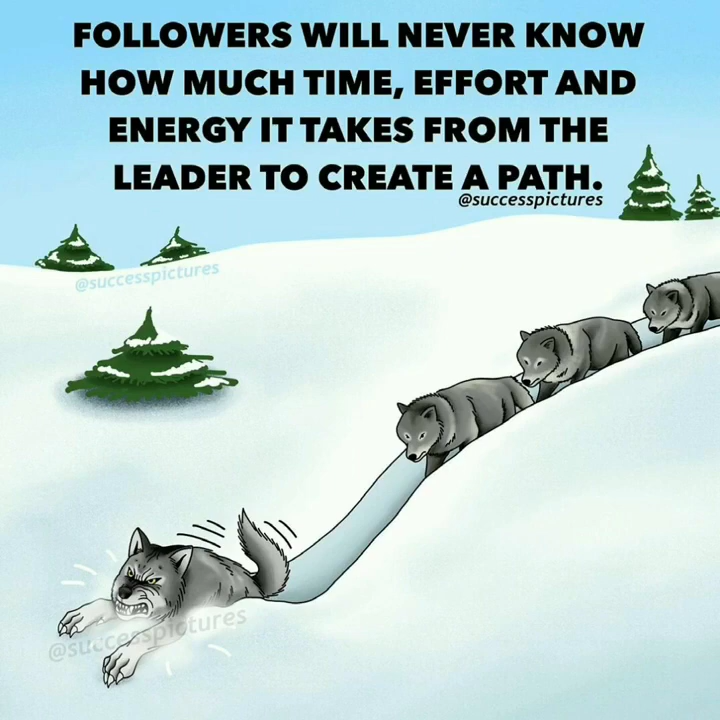 FOLLOWERS WILL NEVER KNOW
HOW MUCH TIME, EFFORT AND
ENERGY IT TAKES FROM THE
LEADER TO CREATE A PATH.
@successpictures
@successpictures
@successpictures